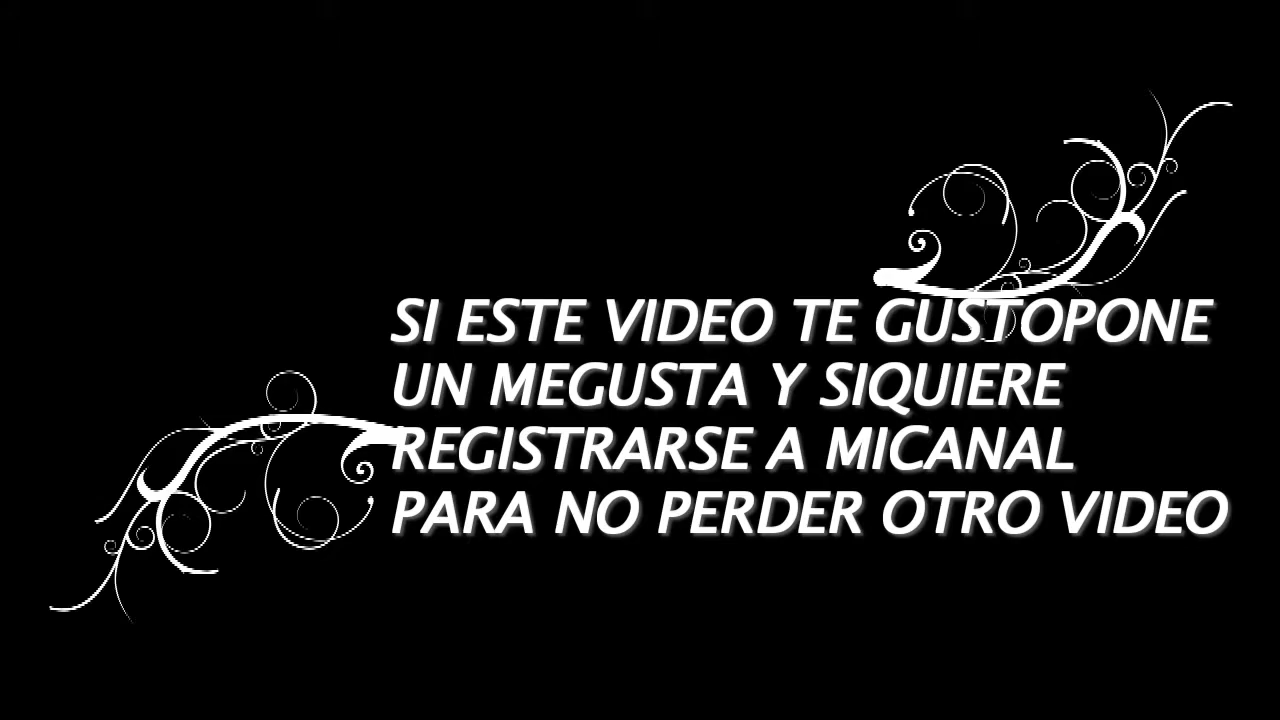 SI ESTE VIDEO TE GUSTOPONE
UN MEGUSTA Y SIQUIERE
REGISTRARSE A MICANAL
PARA NO PERDER OTRO VIDEO